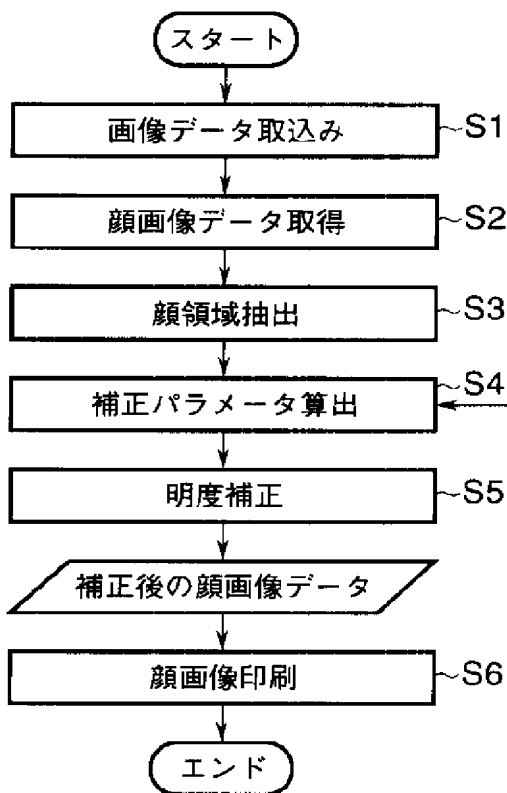 スタート
画像データ取込み ~S1
顔画像データ取得 ~S2
顔領域抽出 ~S3
補正パラメータ算出 ~S4
明度補正 ~S5
補正後の顔画像データ
顔画像印刷 ~S6
エンド